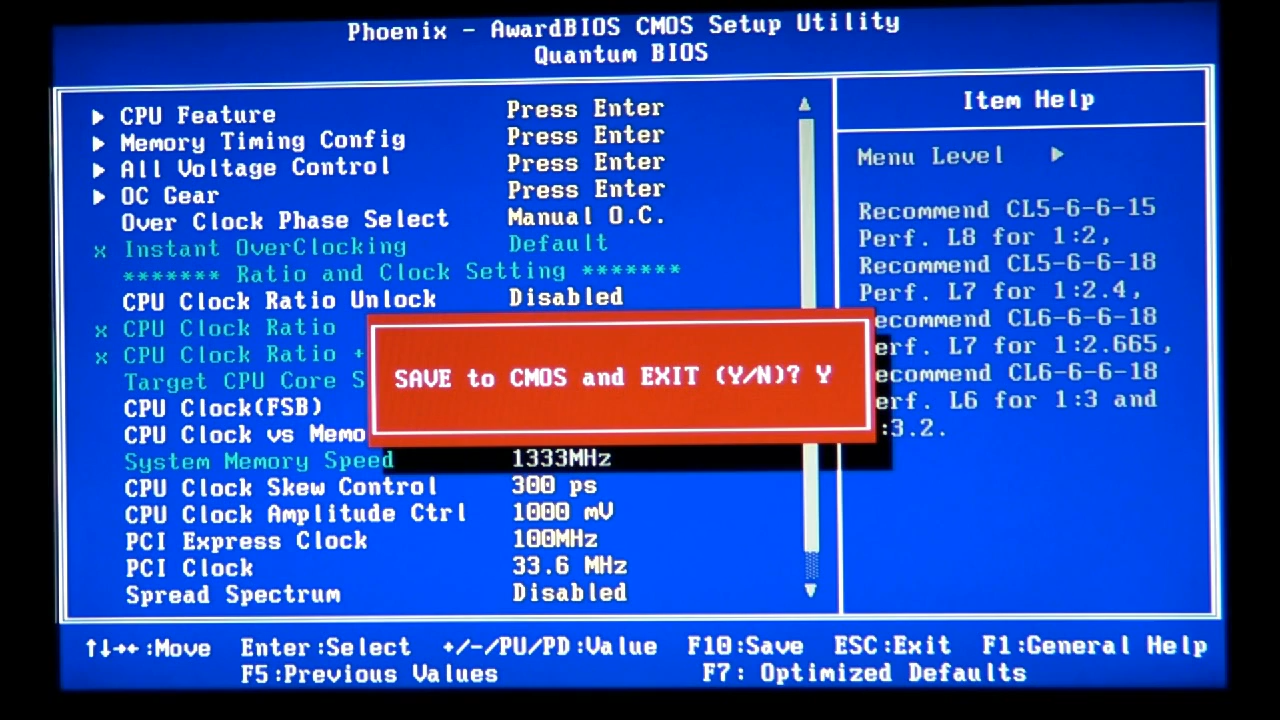 Phoenix - AwardBIOS CMOS Setup Utility
Quantum BIOS
CPU Feature Press Enter
Memory Timing Config Press Enter
All Voltage Control Press Enter
OC Gear Press Enter
Over Clock Phase Select Manual O.C.
x Instant OverClocking Default
******* Ratio and Clock Setting *******
CPU Clock Ratio Unlock Disabled
x CPU Clock Ratio
x CPU Clock Ratio +
Target CPU Core S
CPU Clock(FSB)
CPU Clock vs Memo
System Memory Speed 1333MHz
CPU Clock Skew Control 300 ps
CPU Clock Amplitude Ctrl 1000 mV
PCI Express Clock 100MHz
PCI Clock 33.6 MHz
Spread Spectrum Disabled
SAVE to CMOS and EXIT (Y/N)? Y
Item Help
Menu Level
Recommend CL5-6-6-15
Perf. L8 for 1:2,
Recommend CL5-6-6-18
Perf. L7 for 1:2.4,
ecommend CL6-6-6-18
erf. L7 for 1:2.665,
ecommend CL6-6-6-18
erf. L6 for 1:3 and
:3.2.
↑↓→←:Move Enter:Select +/-/PU/PD:Value F10:Save ESC:Exit F1:General Help
F5:Previous Values F7: Optimized Defaults